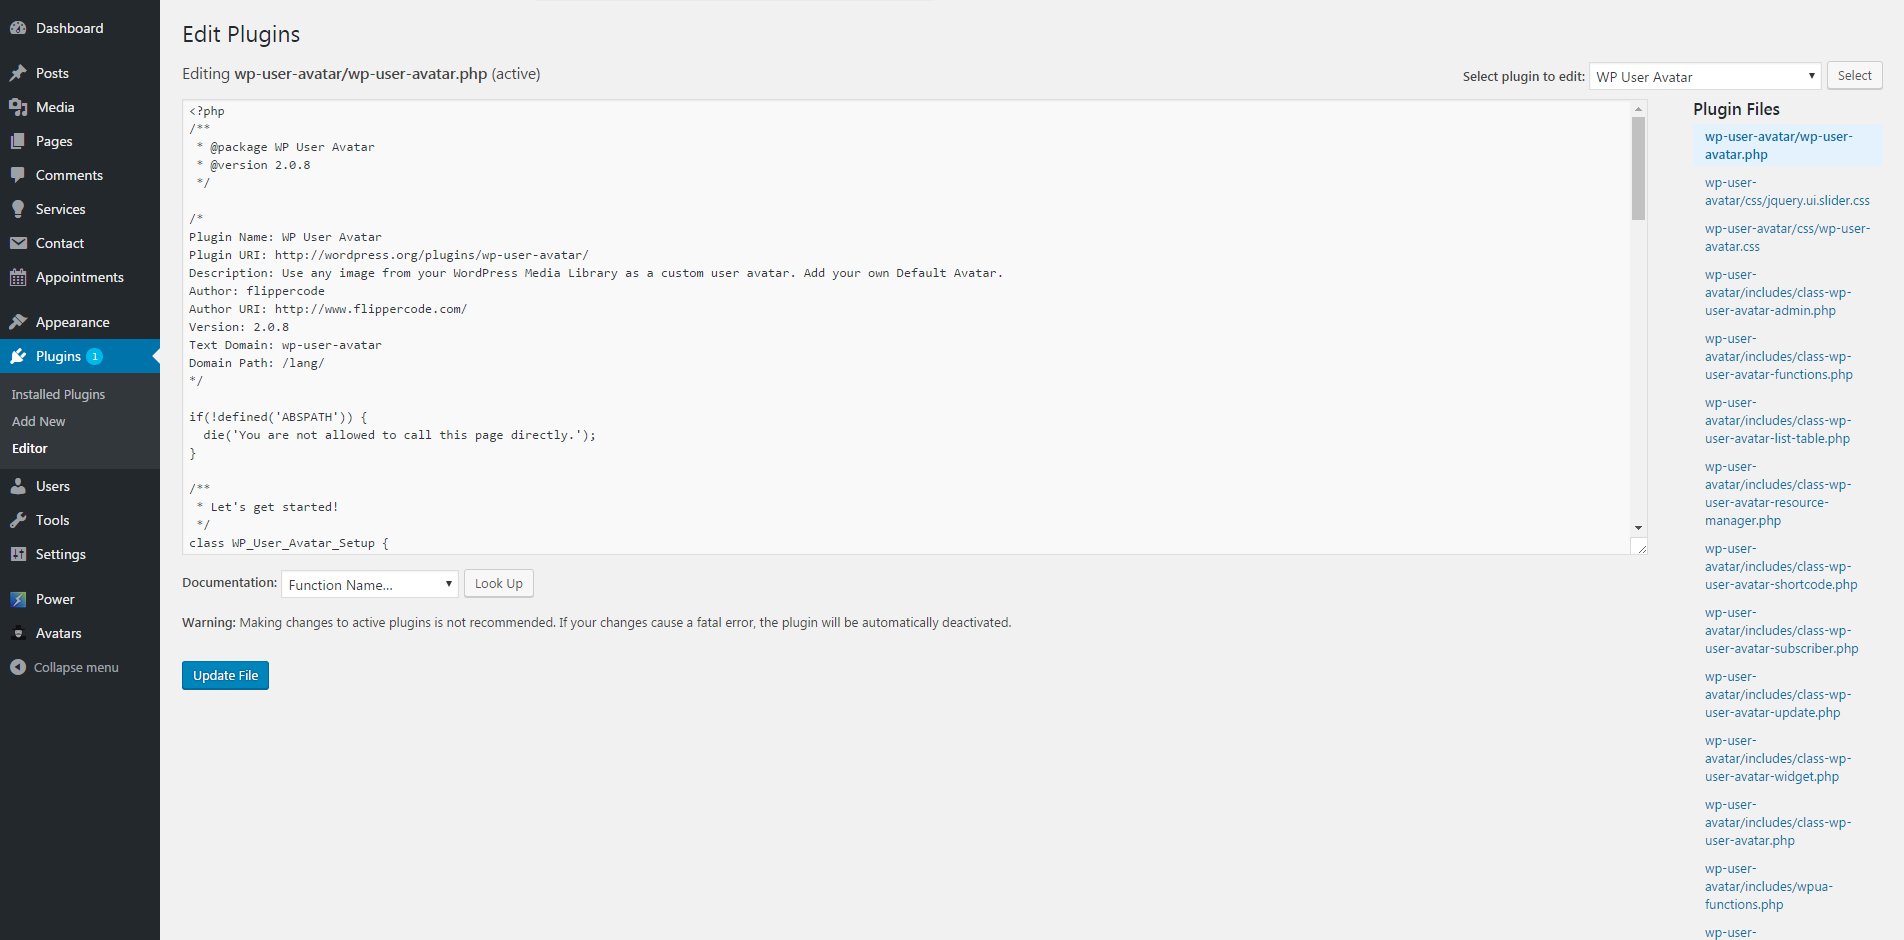 Dashboard
Posts
Media
Pages
Comments
Services
Contact
Appointments
Appearance
Plugins 1
Installed Plugins
Add New
Editor
Users
Tools
Settings
Power
Avatars
Collapse menu
Edit Plugins
Editing wp-user-avatar/wp-user-avatar.php (active)
Select plugin to edit: WP User Avatar Select
<?php
/**
 * @package WP User Avatar
 * @version 2.0.8
 */
/*
Plugin Name: WP User Avatar
Plugin URI: http://wordpress.org/plugins/wp-user-avatar/
Description: Use any image from your WordPress Media Library as a custom user avatar. Add your own Default Avatar.
Author: flippercode
Author URI: http://www.flippercode.com/
Version: 2.0.8
Text Domain: wp-user-avatar
Domain Path: /lang/
*/
if(!defined('ABSPATH')) {
  die('You are not allowed to call this page directly.');
}
/**
 * Let's get started!
 */
class WP_User_Avatar_Setup {
Documentation: Function Name... Look Up
Warning: Making changes to active plugins is not recommended. If your changes cause a fatal error, the plugin will be automatically deactivated.
Update File
Plugin Files
wp-user-avatar/wp-user-
avatar.php
wp-user-
avatar/css/jquery.ui.slider.css
wp-user-avatar/css/wp-user-
avatar.css
wp-user-
avatar/includes/class-wp-
user-avatar-admin.php
wp-user-
avatar/includes/class-wp-
user-avatar-functions.php
wp-user-
avatar/includes/class-wp-
user-avatar-list-table.php
wp-user-
avatar/includes/class-wp-
user-avatar-resource-
manager.php
wp-user-
avatar/includes/class-wp-
user-avatar-shortcode.php
wp-user-
avatar/includes/class-wp-
user-avatar-subscriber.php
wp-user-
avatar/includes/class-wp-
user-avatar-update.php
wp-user-
avatar/includes/class-wp-
user-avatar-widget.php
wp-user-
avatar/includes/class-wp-
user-avatar.php
wp-user-
avatar/includes/wpua-
functions.php
wp-user-